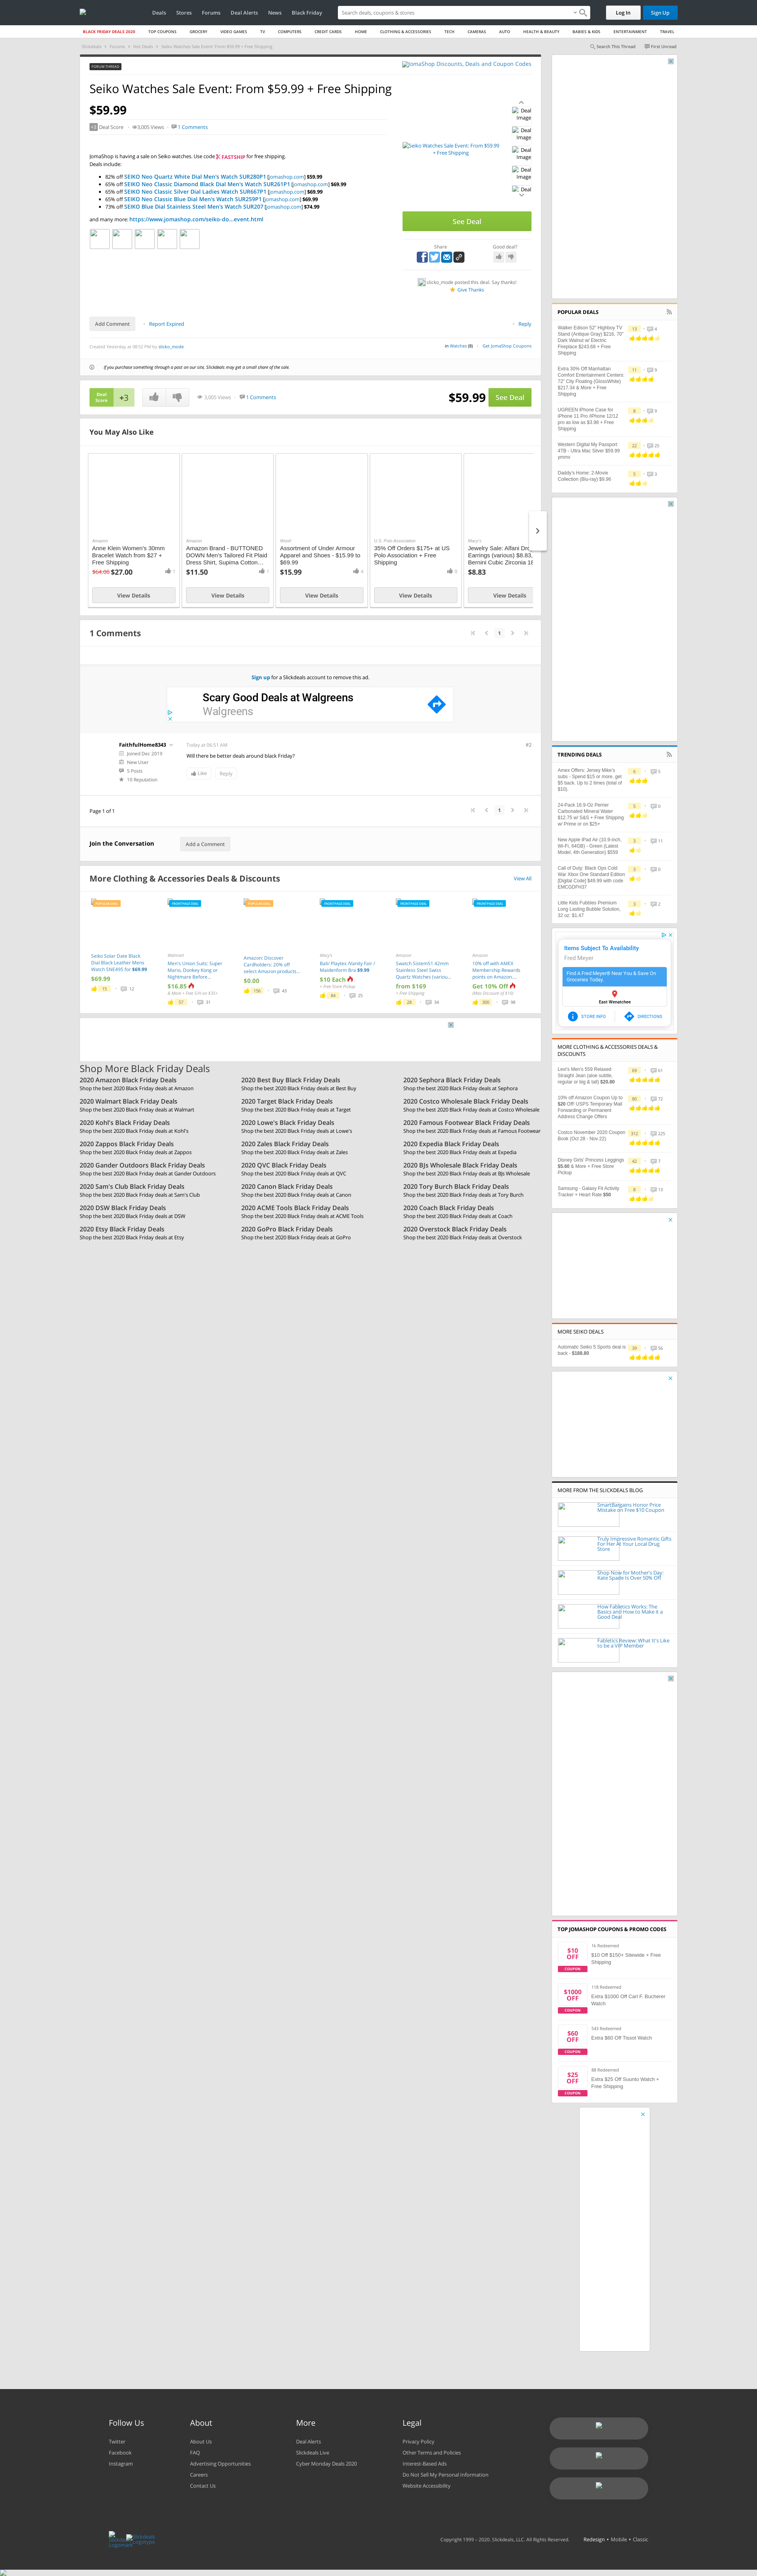 Deals Stores Forums Deal Alerts News Black Friday
Search deals, coupons & stores
Log In Sign Up
BLACK FRIDAY DEALS 2020 TOP COUPONS GROCERY VIDEO GAMES TV COMPUTERS CREDIT CARDS HOME CLOTHING & ACCESSORIES TECH CAMERAS AUTO HEALTH & BEAUTY BABIES & KIDS ENTERTAINMENT TRAVEL
Slickdeals Forums Hot Deals Seiko Watches Sale Event: From $59.99 + Free Shipping
Search This Thread First Unread
FORUM THREAD
Seiko Watches Sale Event: From $59.99 + Free Shipping
$59.99
+3 Deal Score 3,005 Views 1 Comments
JomaShop is having a sale on Seiko watches. Use code FASTSHIP for free shipping.
Deals include:
82% off SEIKO Neo Quartz White Dial Men's Watch SUR280P1 [jomashop.com] $59.99
65% off SEIKO Neo Classic Diamond Black Dial Men's Watch SUR261P1 [jomashop.com] $69.99
65% off SEIKO Neo Classic Silver Dial Ladies Watch SUR667P1 [jomashop.com] $69.99
65% off SEIKO Neo Classic Blue Dial Men's Watch SUR259P1 [jomashop.com] $69.99
73% off SEIKO Blue Dial Stainless Steel Men's Watch SUR207 [jomashop.com] $74.99
and many more: https://www.jomashop.com/seiko-do...event.html
Add Comment Report Expired
Reply
Created Yesterday at 08:02 PM by slickc_mode
in Watches (8) Get JomaShop Coupons
If you purchase something through a post on our site, Slickdeals may get a small share of the sale.
JomaShop Discounts, Deals and Coupon Codes
Seiko Watches Sale Event: From $59.99
+ Free Shipping
Deal
Image
Deal
Image
Deal
Image
Deal
Image
Deal
See Deal
Share
Good deal?
slickc_mode posted this deal. Say thanks!
Give Thanks
Deal
Score
+3
3,005 Views 1 Comments
$59.99
See Deal
You May Also Like
Amazon
Anne Klein Women's 30mm
Bracelet Watch from $27 +
Free Shipping
$64.00 $27.00 1
View Details
Amazon
Amazon Brand - BUTTONED
DOWN Men's Tailored Fit Plaid
Dress Shirt, Supima Cotton…
$11.50 1
View Details
Woot!
Assortment of Under Armour
Apparel and Shoes - $15.99 to
$69.99
$15.99 0
View Details
U.S. Polo Association
35% Off Orders $175+ at US
Polo Association + Free
Shipping
0
View Details
Macy's
Jewelry Sale: Alfani Dro
Earrings (various) $8.83,
Bernini Cubic Zirconia 18
$8.83
View Details
1 Comments
1
Sign up for a Slickdeals account to remove this ad.
Scary Good Deals at Walgreens
Walgreens
FaithfulHome8343
Joined Dec 2019
New User
5 Posts
10 Reputation
Today at 06:51 AM
#2
Will there be better deals around black Friday?
Like Reply
Page 1 of 1
1
Join the Conversation
Add a Comment
More Clothing & Accessories Deals & Discounts
View All
POPULAR DEAL
Seiko Solar Date Black
Dial Black Leather Mens
Watch SNE495 for $69.99
$69.99
15 12
FRONTPAGE DEAL
Walmart
Men's Union Suits: Super
Mario, Donkey Kong or
Nightmare Before...
$16.85
& More + Free S/H on $35+
57 31
POPULAR DEAL
Amazon: Discover
Cardholders: 20% off
select Amazon products...
$0.00
156 43
FRONTPAGE DEAL
Macy's
Bali/ Playtex /Vanity Fair /
Maidenform Bra $9.99
$10 Each
+ Free Store Pickup
84 25
FRONTPAGE DEAL
Amazon
Swatch Sistem51 42mm
Stainless Steel Swiss
Quartz Watches (variou...
from $169
+ Free Shipping
28 34
FRONTPAGE DEAL
Amazon
10% off with AMEX
Membership Rewards
points on Amazon....
Get 10% Off
(Max Discount of $10)
300 98
Shop More Black Friday Deals
2020 Amazon Black Friday Deals
Shop the best 2020 Black Friday deals at Amazon
2020 Best Buy Black Friday Deals
Shop the best 2020 Black Friday deals at Best Buy
2020 Sephora Black Friday Deals
Shop the best 2020 Black Friday deals at Sephora
2020 Walmart Black Friday Deals
Shop the best 2020 Black Friday deals at Walmart
2020 Target Black Friday Deals
Shop the best 2020 Black Friday deals at Target
2020 Costco Wholesale Black Friday Deals
Shop the best 2020 Black Friday deals at Costco Wholesale
2020 Kohl's Black Friday Deals
Shop the best 2020 Black Friday deals at Kohl's
2020 Lowe's Black Friday Deals
Shop the best 2020 Black Friday deals at Lowe's
2020 Famous Footwear Black Friday Deals
Shop the best 2020 Black Friday deals at Famous Footwear
2020 Zappos Black Friday Deals
Shop the best 2020 Black Friday deals at Zappos
2020 Zales Black Friday Deals
Shop the best 2020 Black Friday deals at Zales
2020 Expedia Black Friday Deals
Shop the best 2020 Black Friday deals at Expedia
2020 Gander Outdoors Black Friday Deals
Shop the best 2020 Black Friday deals at Gander Outdoors
2020 QVC Black Friday Deals
Shop the best 2020 Black Friday deals at QVC
2020 BJs Wholesale Black Friday Deals
Shop the best 2020 Black Friday deals at BJs Wholesale
2020 Sam's Club Black Friday Deals
Shop the best 2020 Black Friday deals at Sam's Club
2020 Canon Black Friday Deals
Shop the best 2020 Black Friday deals at Canon
2020 Tory Burch Black Friday Deals
Shop the best 2020 Black Friday deals at Tory Burch
2020 DSW Black Friday Deals
Shop the best 2020 Black Friday deals at DSW
2020 ACME Tools Black Friday Deals
Shop the best 2020 Black Friday deals at ACME Tools
2020 Coach Black Friday Deals
Shop the best 2020 Black Friday deals at Coach
2020 Etsy Black Friday Deals
Shop the best 2020 Black Friday deals at Etsy
2020 GoPro Black Friday Deals
Shop the best 2020 Black Friday deals at GoPro
2020 Overstock Black Friday Deals
Shop the best 2020 Black Friday deals at Overstock
POPULAR DEALS
Walker Edison 52" Highboy TV
Stand (Antique Gray) $216, 70"
Dark Walnut w/ Electric
Fireplace $243.68 + Free
Shipping
13 4
Extra 30% Off Manhattan
Comfort Entertainment Centers:
72" City Floating (GlossWhite)
$217.34 & More + Free
Shipping
11 9
UGREEN iPhone Case for
iPhone 11 Pro /iPhone 12/12
pro as low as $3.98 + Free
Shipping
8 9
Western Digital My Passport
4TB - Ultra Mac Silver $59.99
ymmv
22 25
Daddy's Home: 2-Movie
Collection (Blu-ray) $9.96
5 3
TRENDING DEALS
Amex Offers: Jersey Mike's
subs - Spend $15 or more, get
$5 back. Up to 2 times (total of
$10).
6 5
24-Pack 16.9-Oz Perrier
Carbonated Mineral Water
$12.75 w/ S&S + Free Shipping
w/ Prime or on $25+
5 0
New Apple iPad Air (10.9-inch,
Wi-Fi, 64GB) - Green (Latest
Model, 4th Generation) $559
3 11
Call of Duty: Black Ops Cold
War Xbox One Standard Edition
[Digital Code] $49.99 with code
EMCGDFH37
3 0
Little Kids Fubbles Premium
Long Lasting Bubble Solution,
32 oz: $1.47
3 2
Items Subject To Availability
Fred Meyer
Find A Fred Meyer® Near You & Save On
Groceries Today
East Wenatchee
STORE INFO DIRECTIONS
MORE CLOTHING & ACCESSORIES DEALS &
DISCOUNTS
Levi's Men's 559 Relaxed
Straight Jean (aloe subtle,
regular or big & tall) $20.80
69 61
10% off Amazon Coupon Up to
$20 Off! USPS Temporary Mail
Forwarding or Permanent
Address Change Offers
80 72
Costco November 2020 Coupon
Book (Oct 28 - Nov 22)
312 225
Disney Girls' Princess Leggings
$5.60 & More + Free Store
Pickup
42 7
Samsung - Galaxy Fit Activity
Tracker + Heart Rate $50
6 13
MORE SEIKO DEALS
Automatic Seiko 5 Sports deal is
back - $188.80
39 56
MORE FROM THE SLICKDEALS BLOG
SmartBargains Honor Price
Mistake on Free $10 Coupon
Truly Impressive Romantic Gifts
For Her At Your Local Drug
Store
Shop Now for Mother's Day:
Kate Spade Is Over 50% Off!
How Fabletics Works: The
Basics and How to Make it a
Good Deal
Fabletics Review: What It's Like
to be a VIP Member
TOP JOMASHOP COUPONS & PROMO CODES
$10
OFF
COUPON
16 Redeemed
$10 Off $150+ Sitewide + Free
Shipping
$1000
OFF
COUPON
118 Redeemed
Extra $1000 Off Carl F. Bucherer
Watch
$60
OFF
COUPON
343 Redeemed
Extra $60 Off Tissot Watch
$25
OFF
COUPON
88 Redeemed
Extra $25 Off Suunto Watch +
Free Shipping
Follow Us
Twitter
Facebook
Instagram
About
About Us
FAQ
Advertising Opportunities
Careers
Contact Us
More
Deal Alerts
Slickdeals Live
Cyber Monday Deals 2020
Legal
Privacy Policy
Other Terms and Policies
Interest-Based Ads
Do Not Sell My Personal Information
Website Accessibility
Copyright 1999 - 2020. Slickdeals, LLC. All Rights Reserved. Redesign • Mobile • Classic